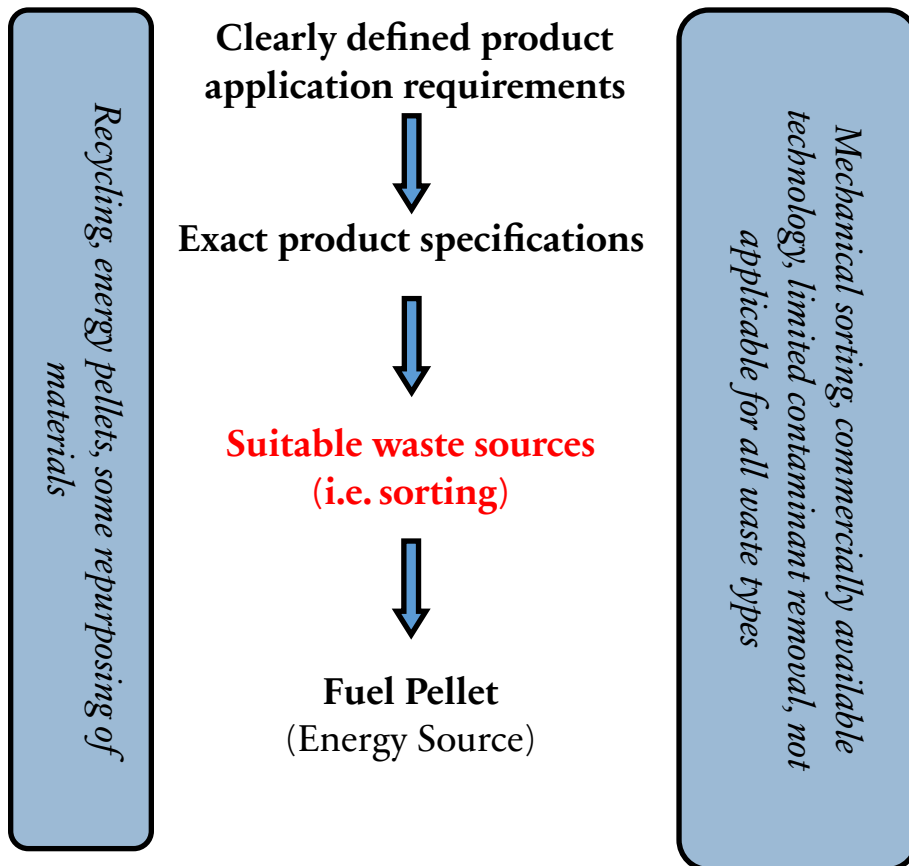 Clearly defined product
application requirements
Exact product specifications
Suitable waste sources
(i.e. sorting)
Fuel Pellet
(Energy Source)
Recycling, energy pellets, some repurposing of
materials
Mechanical sorting, commercially available
technology, limited contaminant removal, not
applicable for all waste types